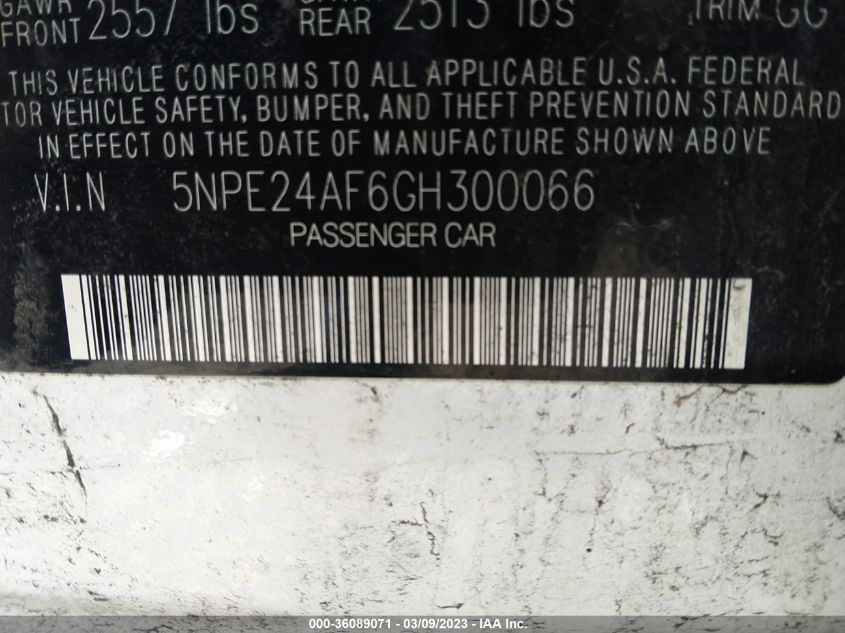 GAWR
FRONT 2557 lbs REAR 2513 lbs TRIM GG
THIS VEHICLE CONFORMS TO ALL APPLICABLE U.S.A. FEDERAL
TOR VEHICLE SAFETY, BUMPER, AND THEFT PREVENTION STANDARD
IN EFFECT ON THE DATE OF MANUFACTURE SHOWN ABOVE
V.I.N 5NPE24AF6GH300066
PASSENGER CAR
000-36089071 - 03/09/2023 - IAA Inc.